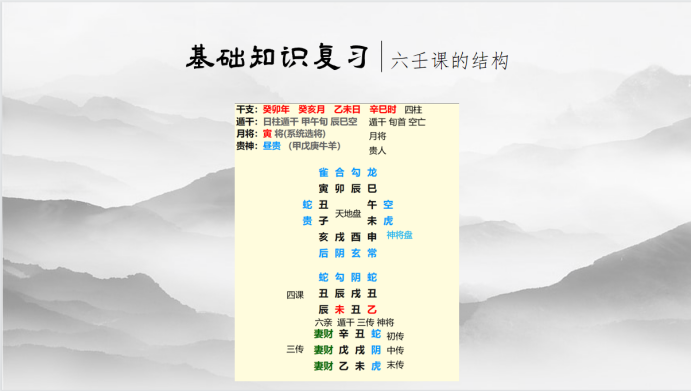 基础知识复习 六壬课的结构
干支: 癸卯年 癸亥月 乙未日 辛巳时 四柱
遁干: 日柱遁干 甲午旬 辰巳空 遁干 旬首 空亡
月将: 寅 将(系统选将) 月将
贵神: 昼贵 (甲戊庚牛羊) 贵人
雀 合 勾 龙
寅 卯 辰 巳
蛇 丑 午 空
天地盘
贵 子 未 虎
亥 戌 酉 申 神将盘
后 阴 玄 常
蛇 勾 阴 蛇
四课 丑 辰 戌 丑
辰 未 丑 乙
六亲 遁干 三传 神将
妻财 辛 丑 蛇 初传
三传 妻财 戊 戌 阴 中传
妻财 乙 未 虎 末传